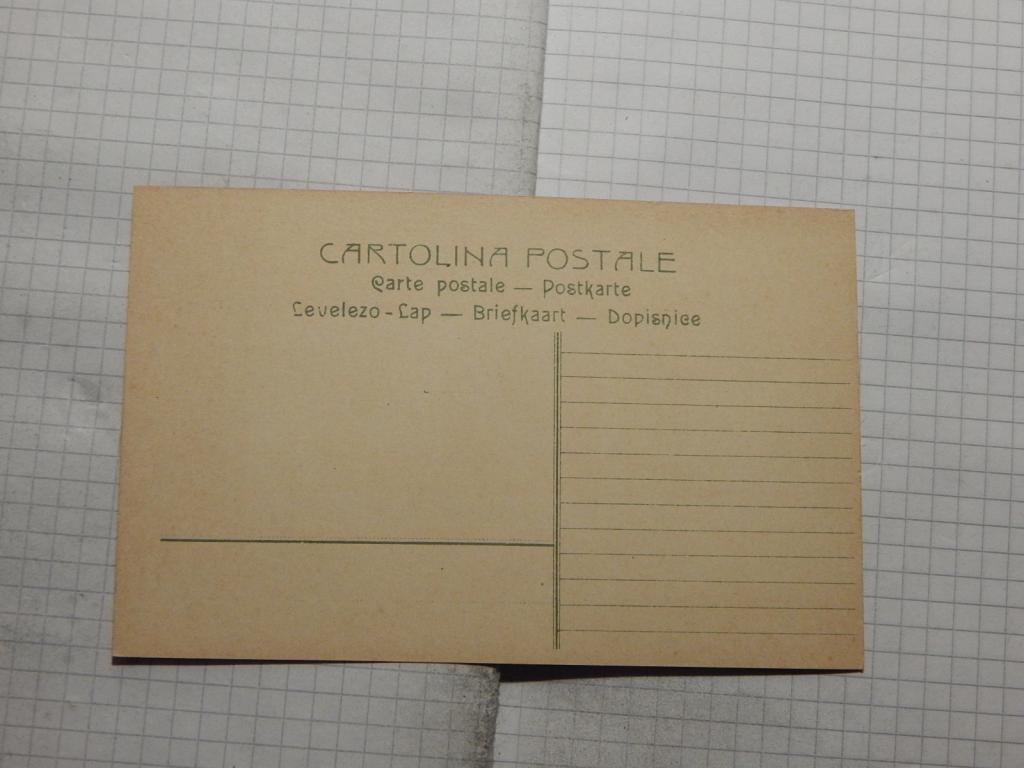 CARTOLINA POSTALE
Carte postale — Postkarte
Levelezo-Lap — Briefkaart — Dopisnice